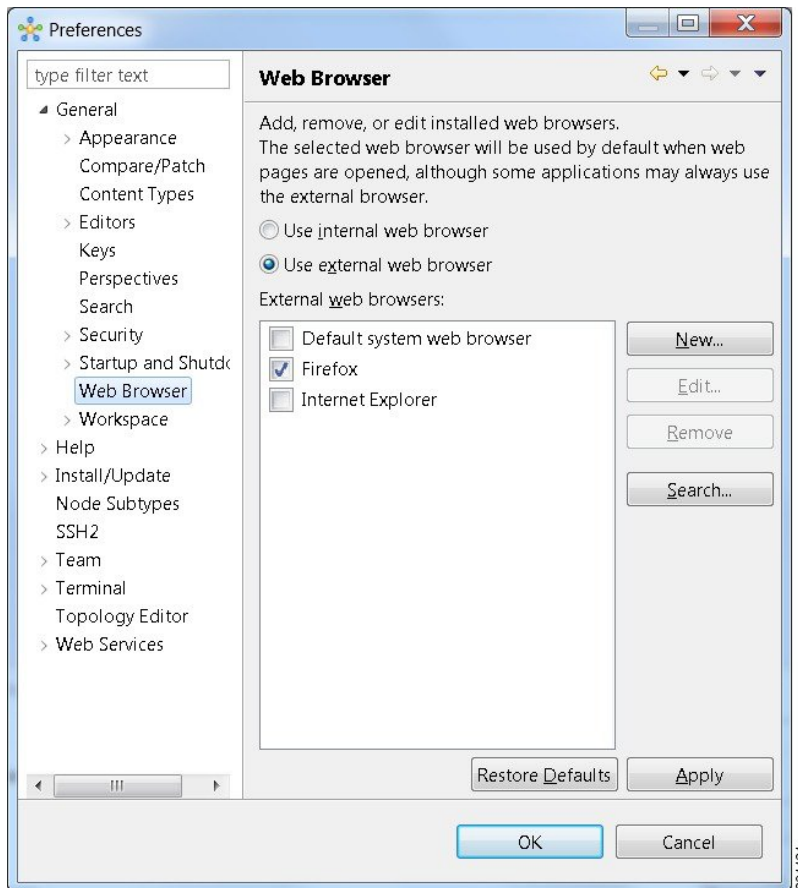 Preferences
type filter text
General
Appearance
Compare/Patch
Content Types
Editors
Keys
Perspectives
Search
Security
Startup and Shutdo
Web Browser
Workspace
Help
Install/Update
Node Subtypes
SSH2
Team
Terminal
Topology Editor
Web Services
Web Browser
Add, remove, or edit installed web browsers.
The selected web browser will be used by default when web
pages are opened, although some applications may always use
the external browser.
Use internal web browser
Use external web browser
External web browsers:
Default system web browser
Firefox
Internet Explorer
New...
Edit...
Remove
Search...
Restore Defaults
Apply
OK
Cancel